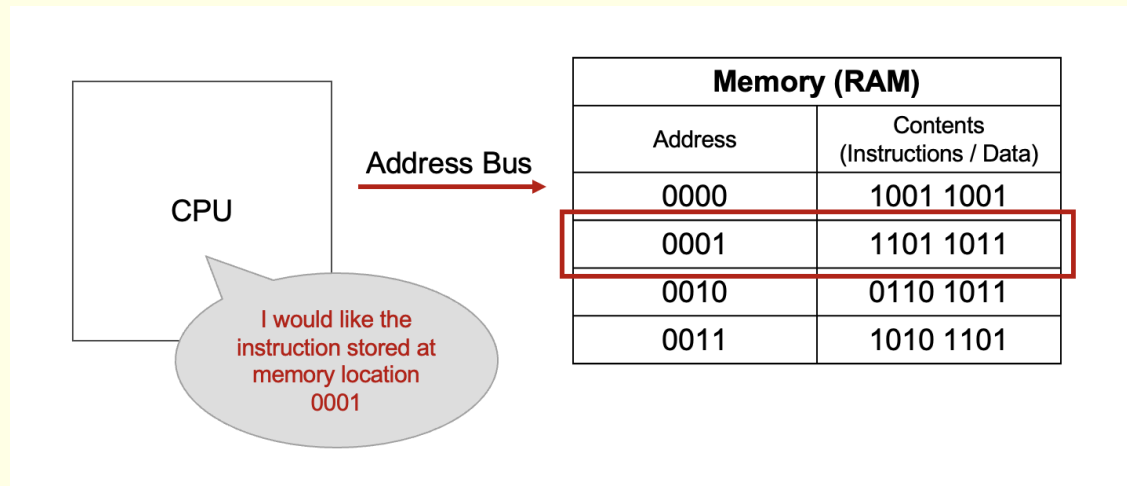 Memory (RAM)
Address
Contents
(Instructions / Data)
0000 1001 1001
0001 1101 1011
0010 0110 1011
0011 1010 1101
Address Bus
CPU
I would like the
instruction stored at
memory location
0001